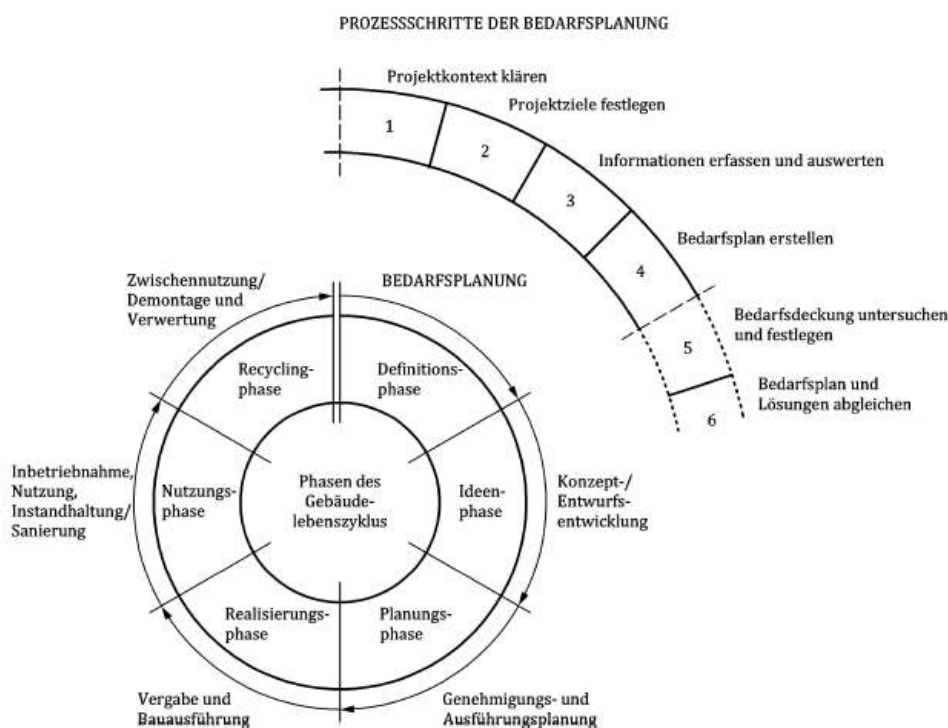 PROZESSSCHRITTE DER BEDARFSPLANUNG
Projektkontext klären
Projektziele festlegen
1
2
Informationen erfassen und auswerten
3
Bedarfsplan erstellen
4
Zwischennutzung/
Demontage und
Verwertung
BEDARFSPLANUNG
Bedarfsdeckung untersuchen
und festlegen
5
Bedarfsplan und
Lösungen abgleichen
6
Recycling-
phase
Definitions-
phase
Inbetriebnahme,
Nutzung,
Instandhaltung/
Sanierung
Nutzungs-
phase
Phasen des
Gebäude-
lebenszyklus
Ideen-
phase
Konzept-/
Entwurfs-
entwicklung
Realisierungs-
phase
Planungs-
phase
Vergabe und
Bauausführung
Genehmigungs- und
Ausführungsplanung